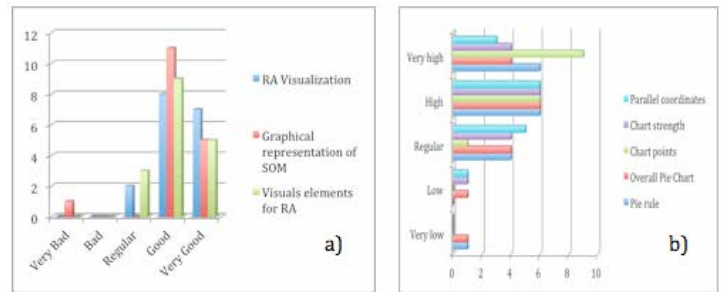 12
10
8
6
4
2
0
Very Bad
Bad
Regular
Good
Very Good
RA Visualization
Graphical
representation of
SOM
Visuals elements
for RA
a)
Very high
High
Regular
Low
Very low
0 2 4 6 8 10
Parallel coordinates
Chart strength
Chart points
Overall Pie Chart
Pie rule
b)